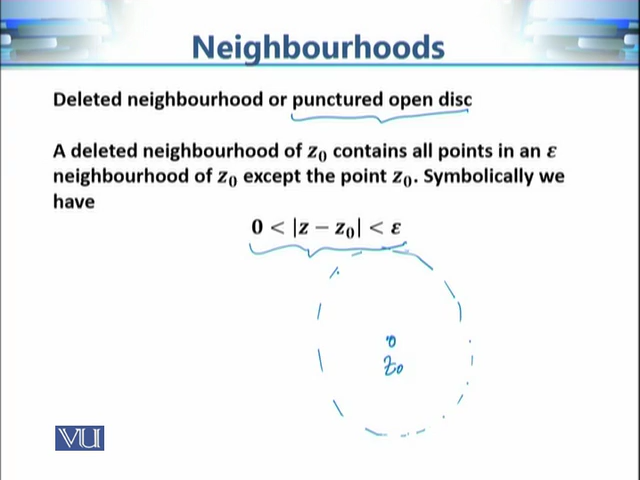 Neighbourhoods
Deleted neighbourhood or punctured open disc
A deleted neighbourhood of z₀ contains all points in an ε
neighbourhood of z₀ except the point z₀. Symbolically we
have
0 < |z − z₀| < ε
z₀
VU